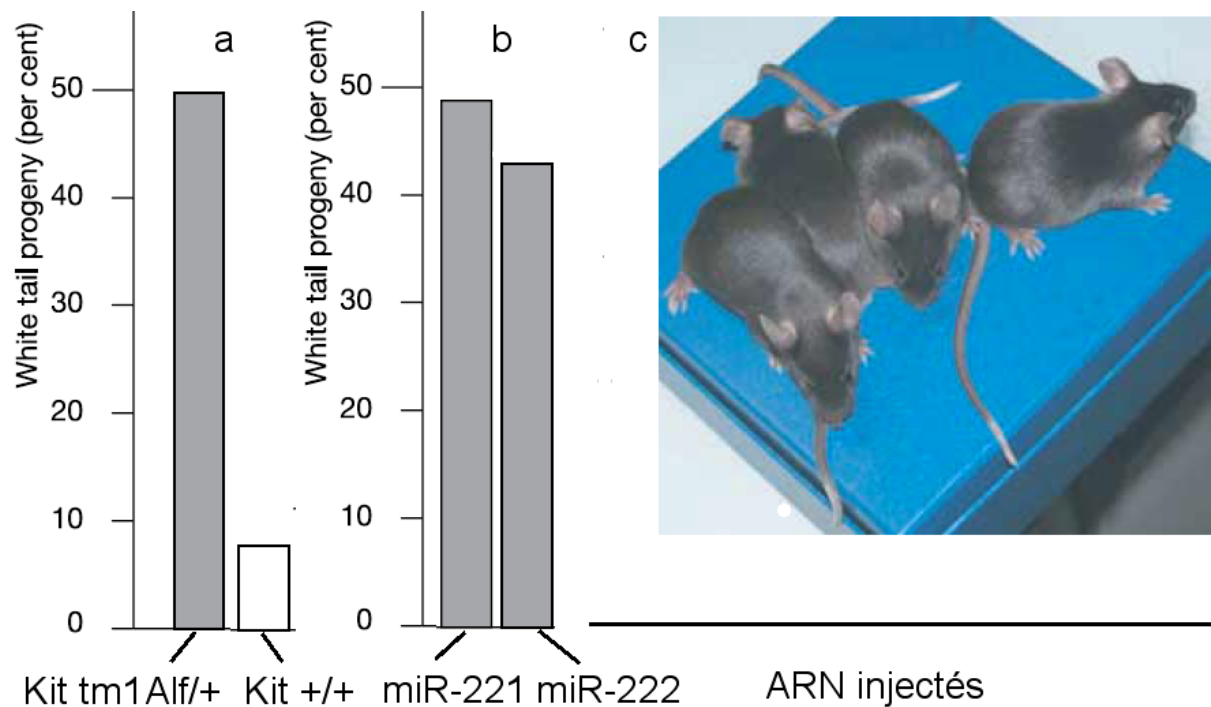 a
White tail progeny (per cent)
50
40
30
20
10
0
Kit tm1Alf/+ Kit +/+
b
White tail progeny (per cent)
50
40
30
20
10
0
miR-221 miR-222
c
ARN injectés